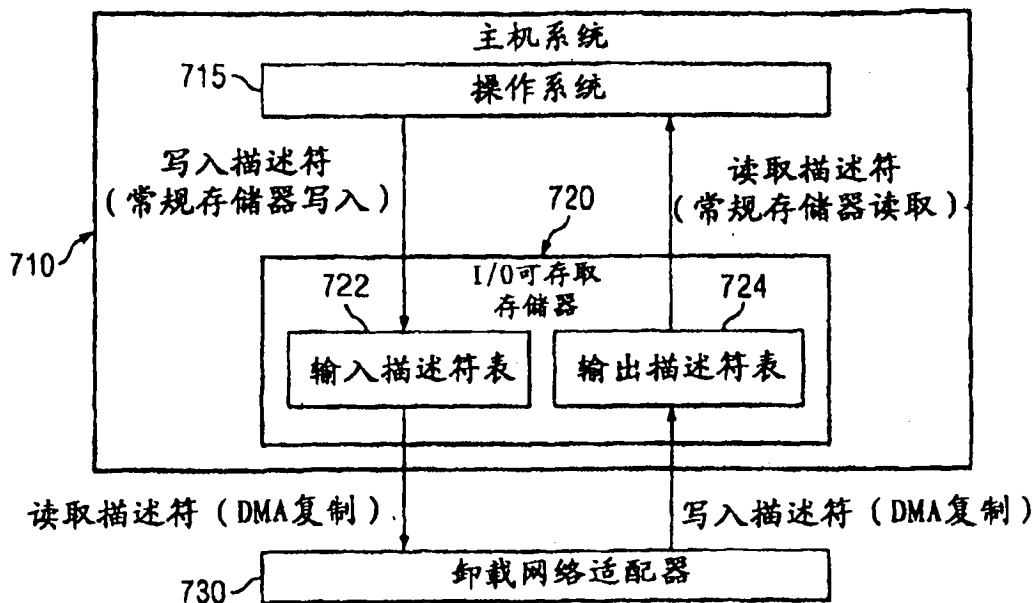 主机系统
715
操作系统
写入描述符
(常规存储器写入)
读取描述符
(常规存储器读取)
720
710
I/O可存取
存储器
722
724
输入描述符表
输出描述符表
读取描述符(DMA复制)
写入描述符(DMA复制)
730
卸载网络适配器